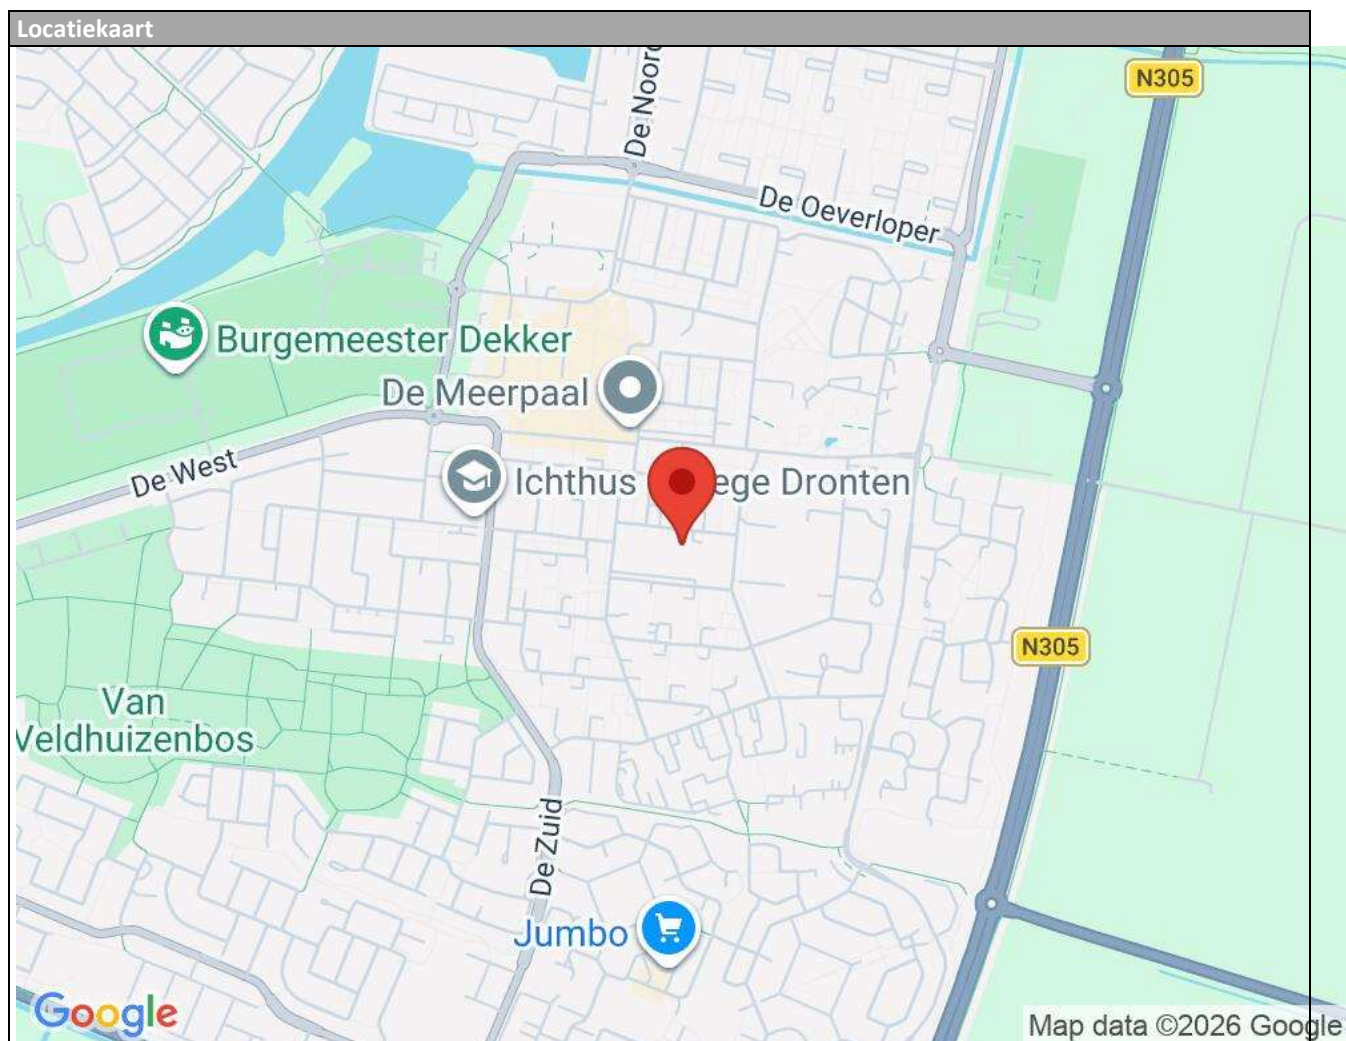 Locatiekaart
N305
De Noord
De Oeverloper
Burgemeester Dekker
De Meerpaal
De West
Ichthus ege Dronten
N305
Van
Veldhuizenbos
De Zuid
Jumbo
Google
Map data ©2026 Google